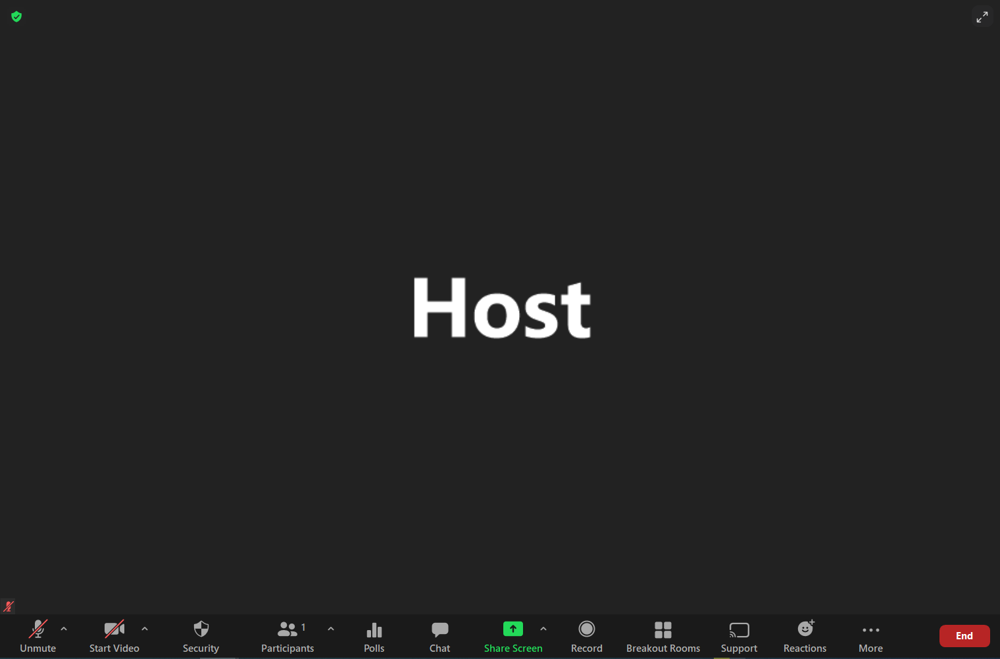 Host
1
Unmute
Start Video
Security
Participants
Polls
Chat
Share Screen
Record
Breakout Rooms
Support
Reactions
More
End